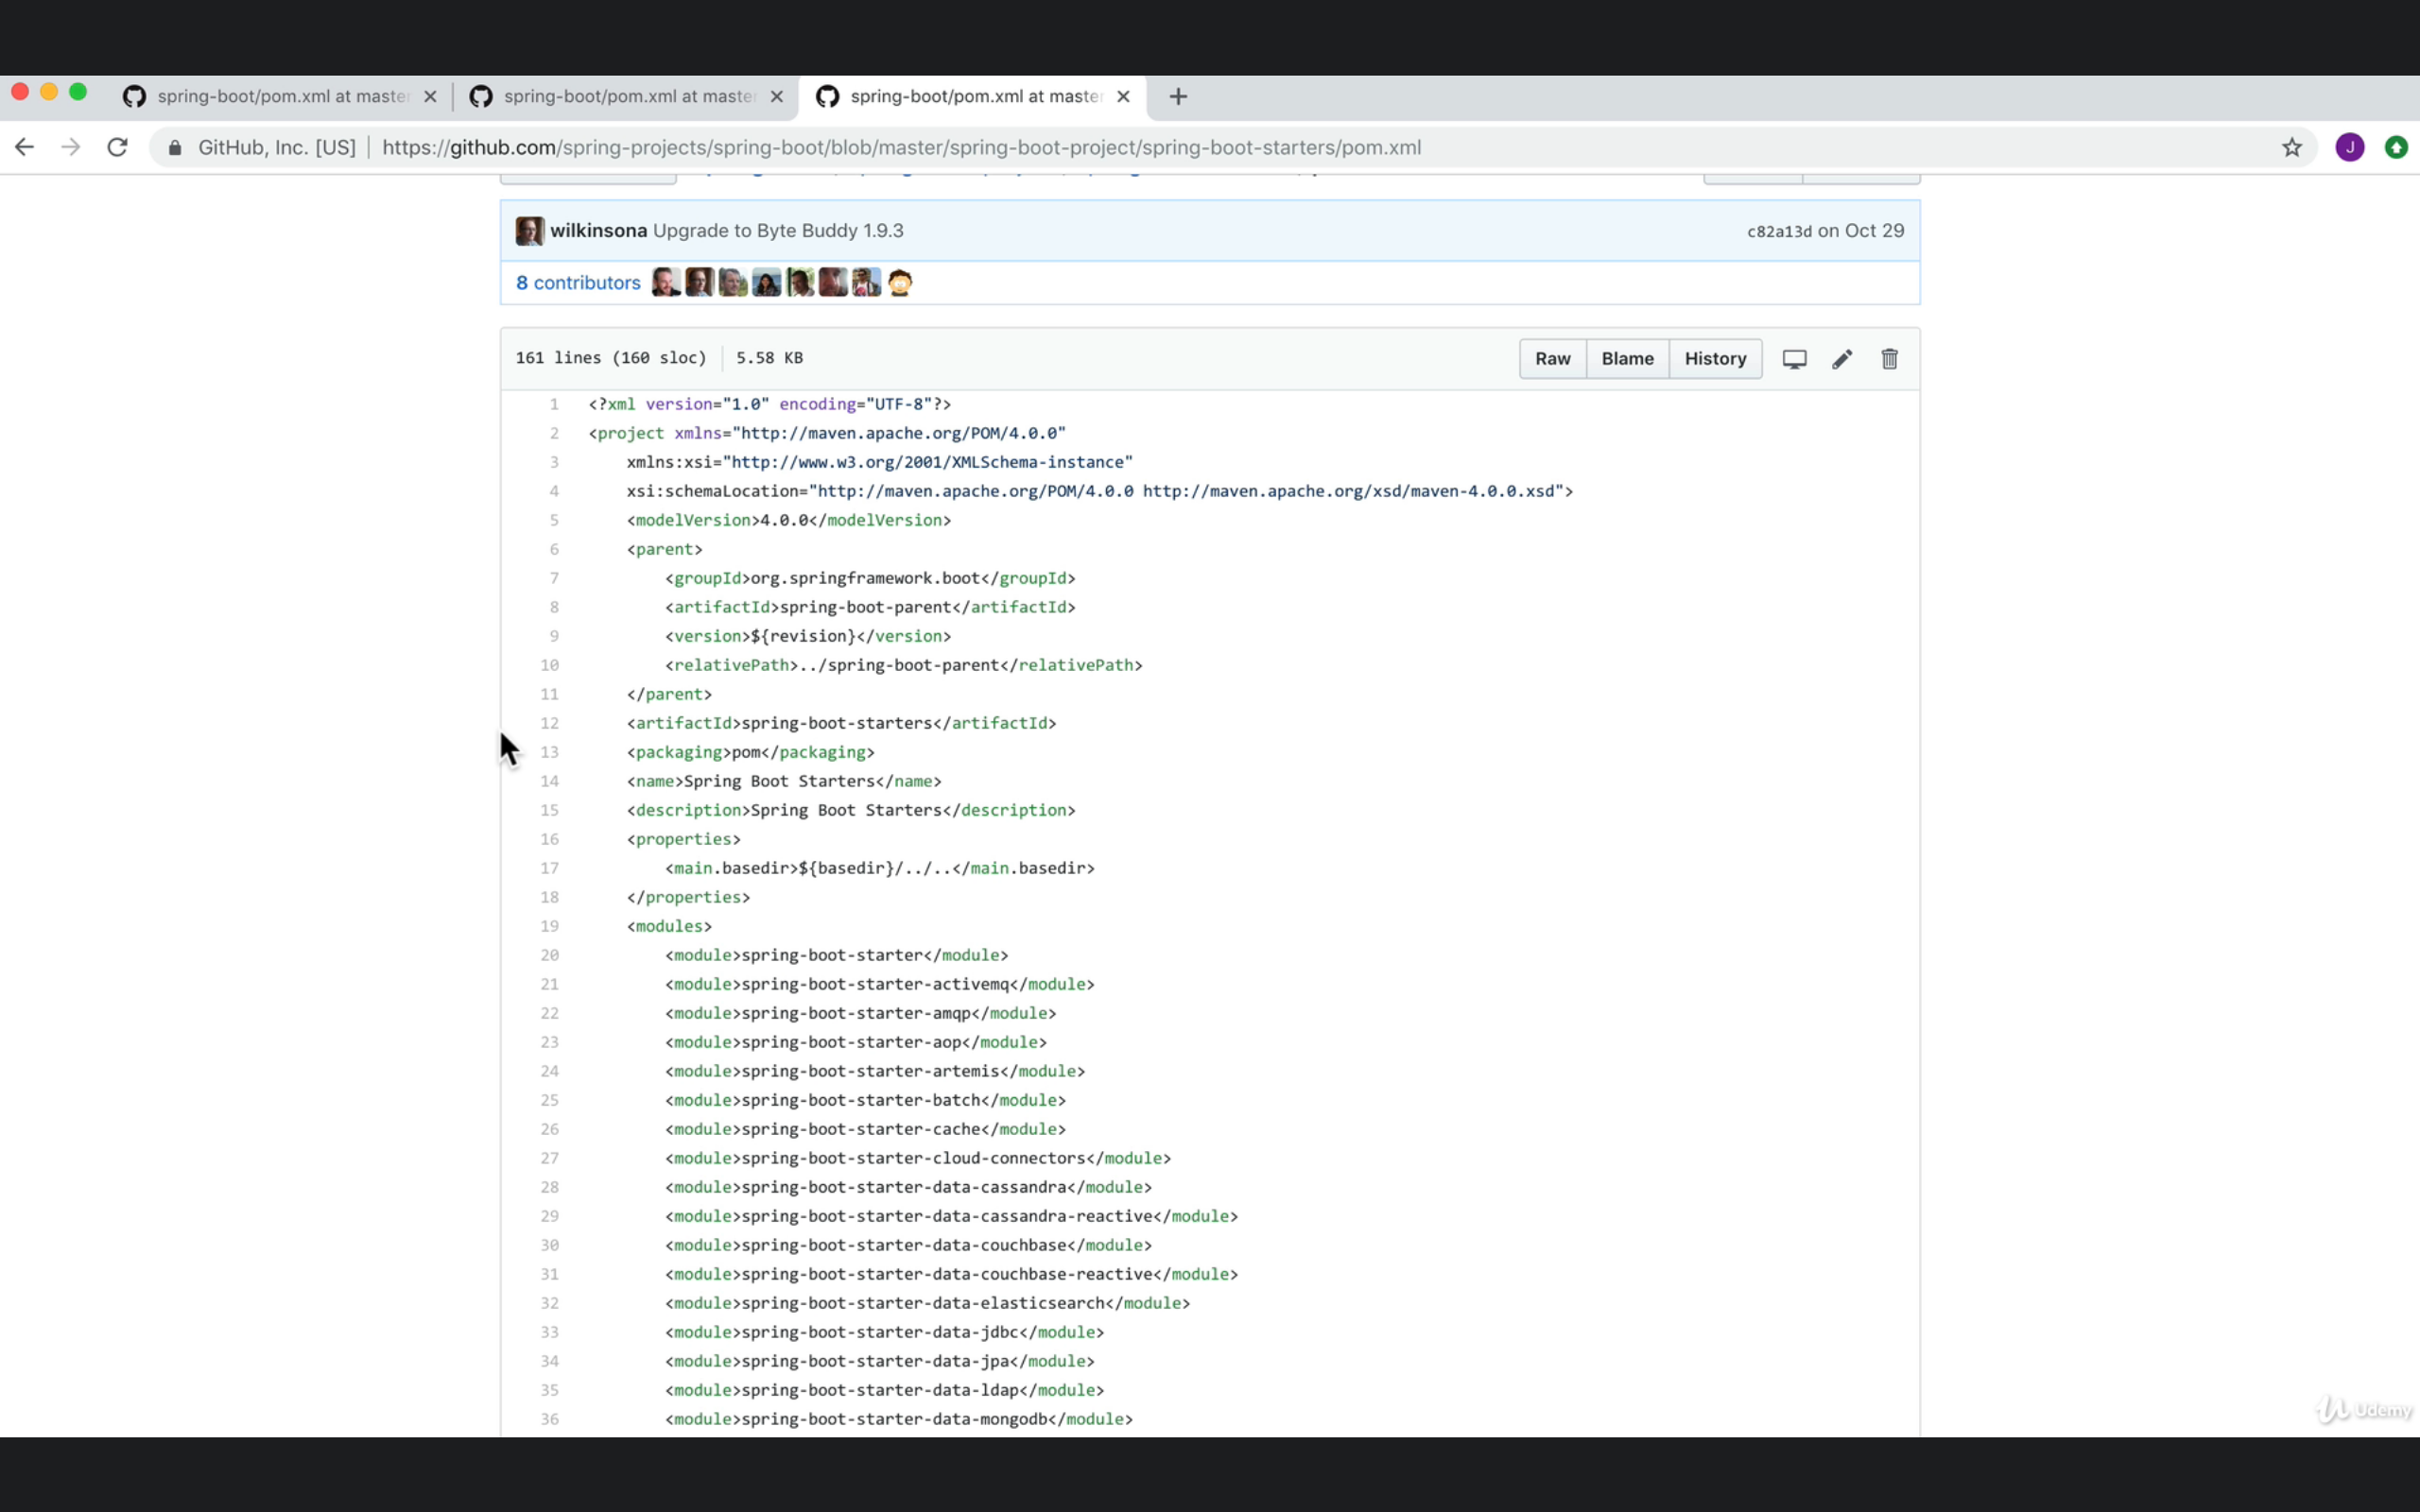 spring-boot/pom.xml at master
spring-boot/pom.xml at master
spring-boot/pom.xml at master
GitHub, Inc. [US] | https://github.com/spring-projects/spring-boot/blob/master/spring-boot-project/spring-boot-starters/pom.xml
J
wilkinsona Upgrade to Byte Buddy 1.9.3 c82a13d on Oct 29
8 contributors
161 lines (160 sloc) 5.58 KB Raw Blame History
1 <?xml version="1.0" encoding="UTF-8"?>
2 <project xmlns="http://maven.apache.org/POM/4.0.0"
3 xmlns:xsi="http://www.w3.org/2001/XMLSchema-instance"
4 xsi:schemaLocation="http://maven.apache.org/POM/4.0.0 http://maven.apache.org/xsd/maven-4.0.0.xsd">
5 <modelVersion>4.0.0</modelVersion>
6 <parent>
7 <groupId>org.springframework.boot</groupId>
8 <artifactId>spring-boot-parent</artifactId>
9 <version>${revision}</version>
10 <relativePath>../spring-boot-parent</relativePath>
11 </parent>
12 <artifactId>spring-boot-starters</artifactId>
13 <packaging>pom</packaging>
14 <name>Spring Boot Starters</name>
15 <description>Spring Boot Starters</description>
16 <properties>
17 <main.basedir>${basedir}/../..</main.basedir>
18 </properties>
19 <modules>
20 <module>spring-boot-starter</module>
21 <module>spring-boot-starter-activemq</module>
22 <module>spring-boot-starter-amqp</module>
23 <module>spring-boot-starter-aop</module>
24 <module>spring-boot-starter-artemis</module>
25 <module>spring-boot-starter-batch</module>
26 <module>spring-boot-starter-cache</module>
27 <module>spring-boot-starter-cloud-connectors</module>
28 <module>spring-boot-starter-data-cassandra</module>
29 <module>spring-boot-starter-data-cassandra-reactive</module>
30 <module>spring-boot-starter-data-couchbase</module>
31 <module>spring-boot-starter-data-couchbase-reactive</module>
32 <module>spring-boot-starter-data-elasticsearch</module>
33 <module>spring-boot-starter-data-jdbc</module>
34 <module>spring-boot-starter-data-jpa</module>
35 <module>spring-boot-starter-data-ldap</module>
36 <module>spring-boot-starter-data-mongodb</module>
Udemy